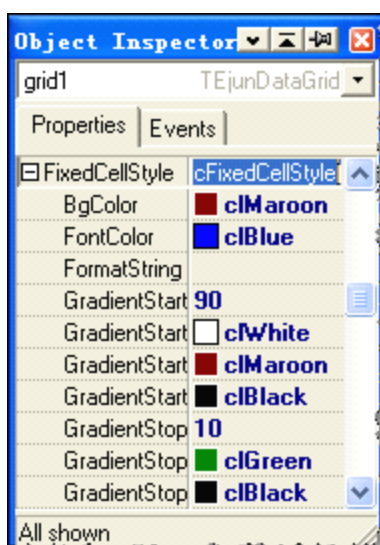 Object Inspector
grid1 TEjunDataGrid
Properties Events
FixedCellStyle cFixedCellStyle
BgColor clMaroon
FontColor clBlue
FormatString
GradientStart 90
GradientStart clWhite
GradientStart clMaroon
GradientStart clBlack
GradientStop 10
GradientStop clGreen
GradientStop clBlack
All shown